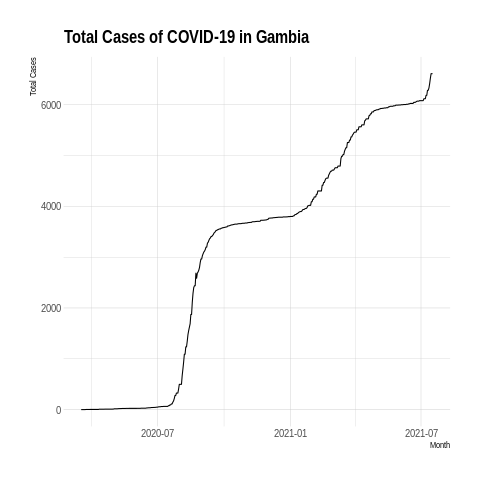 Total Cases of COVID-19 in Gambia
Total Cases
6000
4000
2000
0
2020-07
2021-01
2021-07
Month